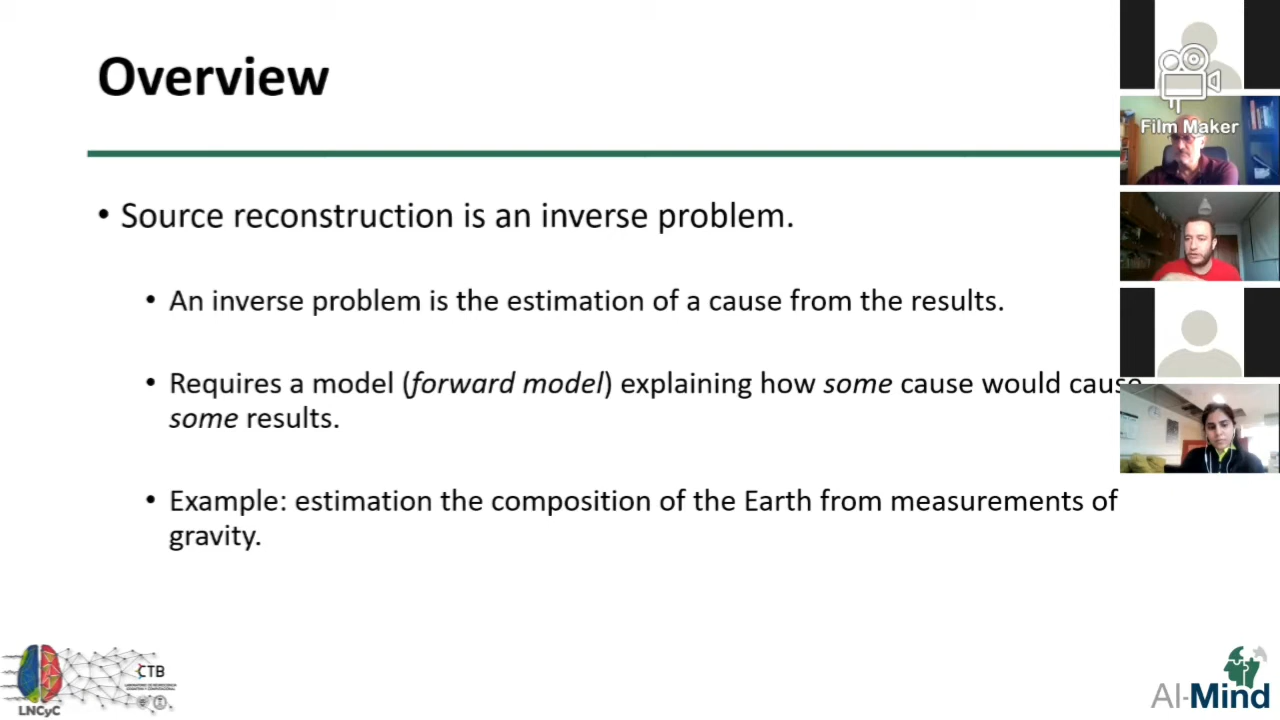 Overview
• Source reconstruction is an inverse problem.
• An inverse problem is the estimation of a cause from the results.
• Requires a model (forward model) explaining how some cause would cause
some results.
• Example: estimation the composition of the Earth from measurements of
gravity.
Film Maker
CTB
LNCyC
AI-Mind